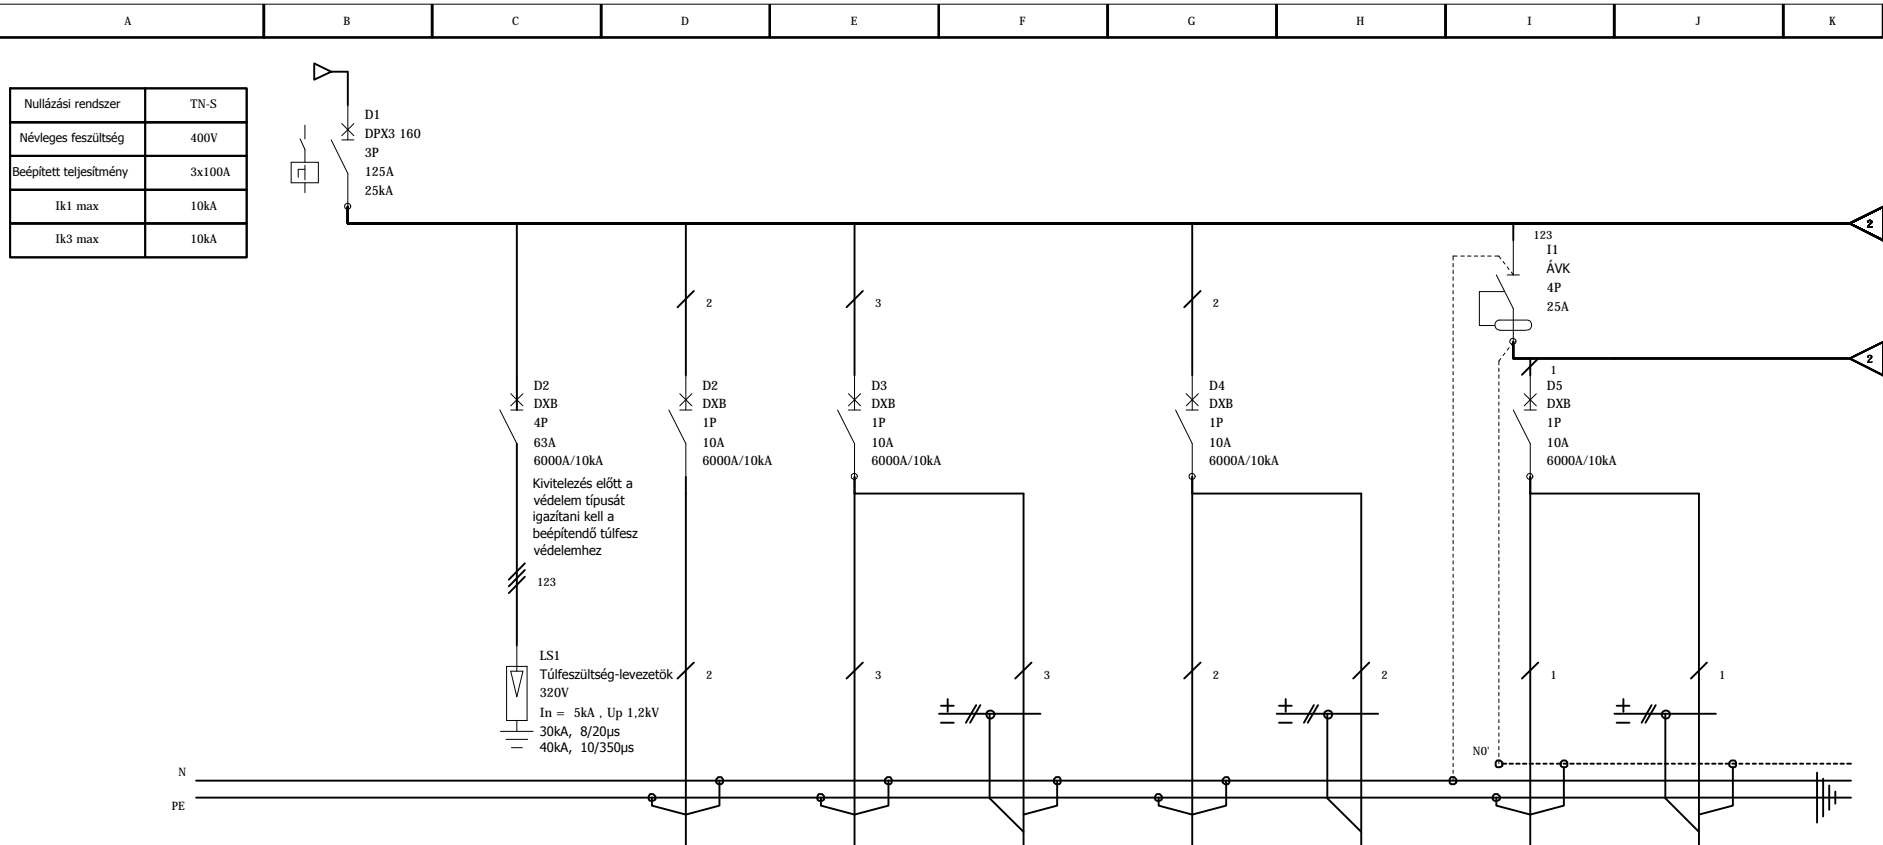 A B C D E F G H I J K
Nullázási rendszer TN-S
Névleges feszültség 400V
Beépített teljesítmény 3x100A
Ik1 max 10kA
Ik3 max 10kA
D1
DPX3 160
3P
125A
25kA
2
123
I1
ÁVK
4P
25A
2
2
3
2
1
D2
DXB
4P
63A
6000A/10kA
Kivitelezés előtt a
védelem típusát
igazítani kell a
beépítendő túlfesz
védelemhez
123
D2
DXB
1P
10A
6000A/10kA
D3
DXB
1P
10A
6000A/10kA
D4
DXB
1P
10A
6000A/10kA
D5
DXB
1P
10A
6000A/10kA
LS1
Túlfeszültség-levezetök
320V
In = 5kA , Up 1,2kV
30kA, 8/20µs
40kA, 10/350µs
2 3 3 2 2 1 1
N0'
N
PE